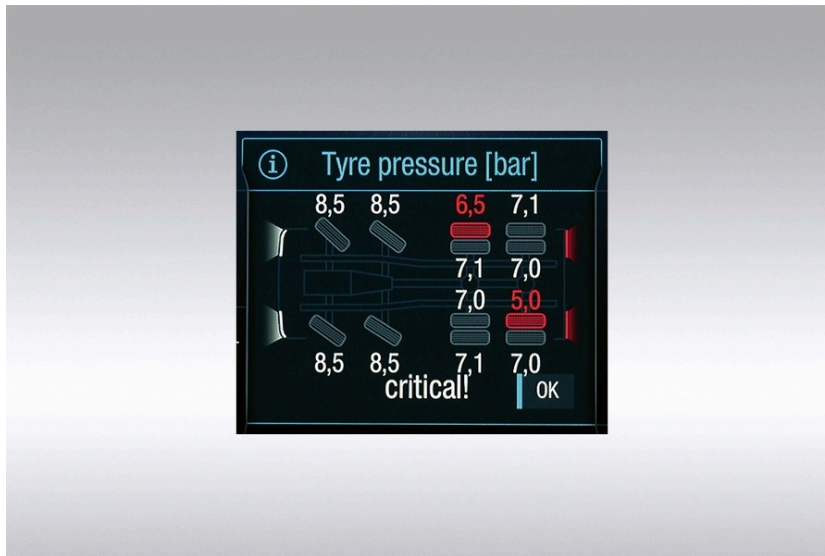 i Tyre pressure [bar]
8,5 8,5 6,5 7,1
7,1 7,0
7,0 5,0
8,5 8,5 7,1 7,0
critical!
OK